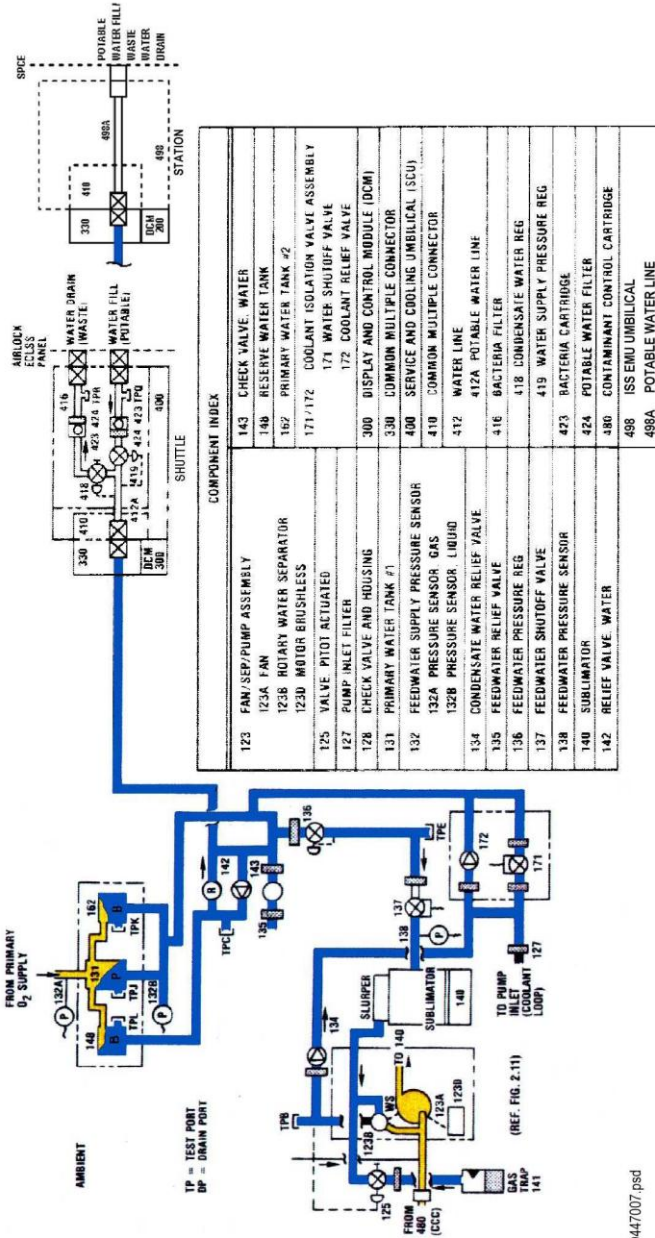 FROM PRIMARY
O2 SUPPLY
132A
P
148
131
162
B
P
B
TPL
TPJ
TPK
132B
P
AMBIENT
TP = TEST PORT
DP = DRAIN PORT
R
142
TPC
143
135
136
TPE
137
138
P
134
TPB
SLURPER
SUBLIMATOR
140
172
171
127
TO PUMP
INLET
(COOLANT
LOOP)
TO 140
WS
123B
123A
123D
125
FROM
480
(CCC)
GAS
TRAP
141
(REF. FIG. 2.11)
0447007.psd
AIRLOCK
ECLSS
PANEL
WATER DRAIN
(WASTE)
WATER FILL
(POTABLE)
416
TPR
423 424
418
424 423 TPQ
419
412A
410
330
DCM
300
400
SHUTTLE
SPCE
POTABLE
WATER FILL/
WASTE
WATER
DRAIN
498A
410
330
DCM
200
498
STATION
COMPONENT INDEX
123 FAN/SEP/PUMP ASSEMBLY
123A FAN
123B ROTARY WATER SEPARATOR
123D MOTOR BRUSHLESS
125 VALVE, PITOT ACTUATED
127 PUMP INLET FILTER
128 CHECK VALVE AND HOUSING
131 PRIMARY WATER TANK #1
132 FEEDWATER SUPPLY PRESSURE SENSOR
132A PRESSURE SENSOR, GAS
132B PRESSURE SENSOR, LIQUID
134 CONDENSATE WATER RELIEF VALVE
135 FEEDWATER RELIEF VALVE
136 FEEDWATER PRESSURE REG
137 FEEDWATER SHUTOFF VALVE
138 FEEDWATER PRESSURE SENSOR
140 SUBLIMATOR
142 RELIEF VALVE, WATER
143 CHECK VALVE, WATER
148 RESERVE WATER TANK
162 PRIMARY WATER TANK #2
171/172 COOLANT ISOLATION VALVE ASSEMBLY
171 WATER SHUTOFF VALVE
172 COOLANT RELIEF VALVE
300 DISPLAY AND CONTROL MODULE (DCM)
330 COMMON MULTIPLE CONNECTOR
400 SERVICE AND COOLING UMBILICAL (SCU)
410 COMMON MULTIPLE CONNECTOR
412 WATER LINE
412A POTABLE WATER LINE
416 BACTERIA FILTER
418 CONDENSATE WATER REG
419 WATER SUPPLY PRESSURE REG
423 BACTERIA CARTRIDGE
424 POTABLE WATER FILTER
480 CONTAMINANT CONTROL CARTRIDGE
498 ISS EMU UMBILICAL
498A POTABLE WATER LINE